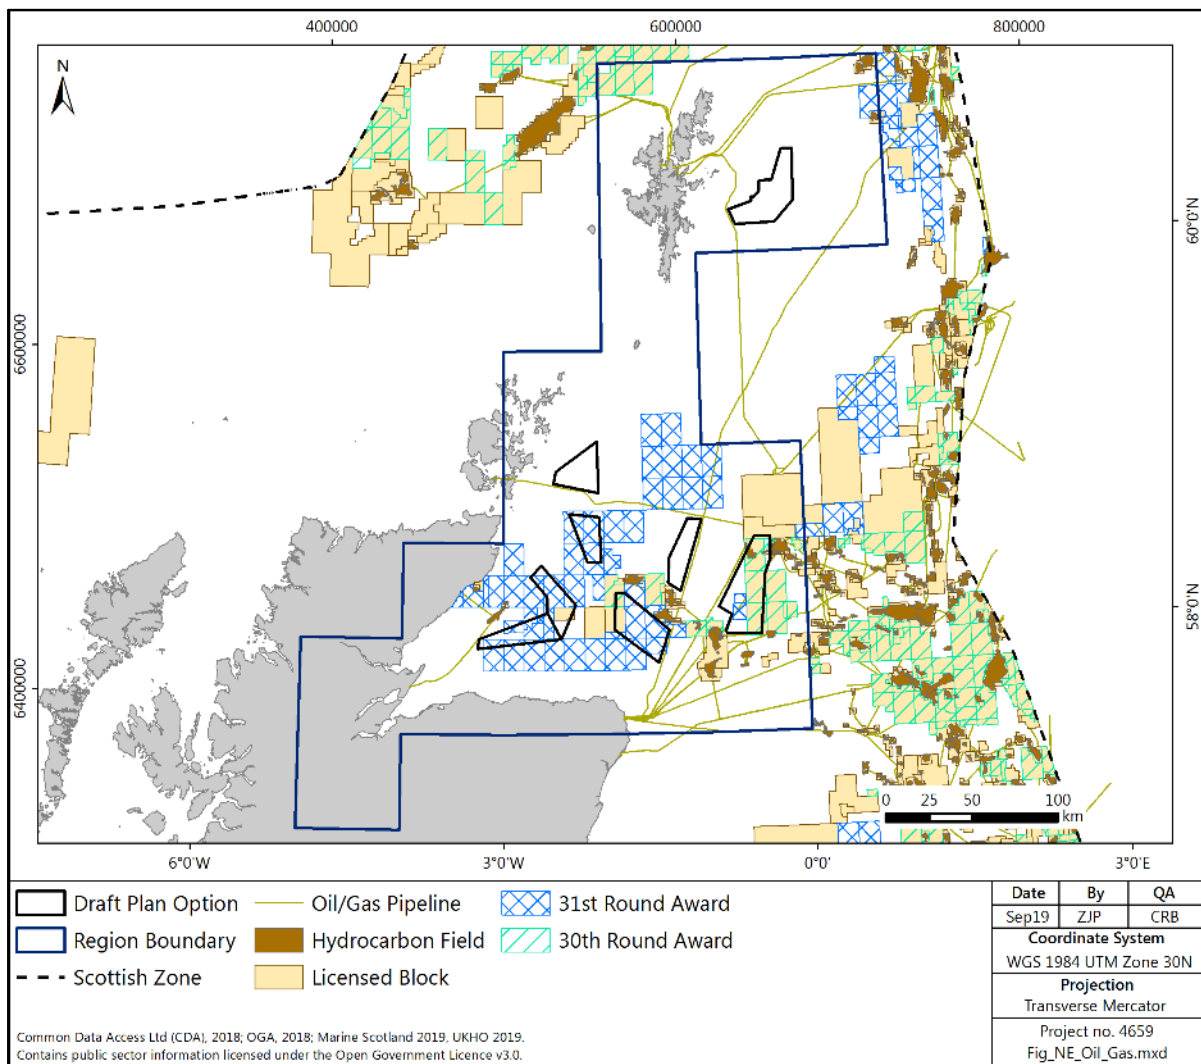 400000 600000 800000
N
60°0'N
6600000
58°0'N
6400000
0 25 50 100
km
6°0'W 3°0'W 0°0' 3°0'E
Draft Plan Option
Oil/Gas Pipeline
31st Round Award
Region Boundary
Hydrocarbon Field
30th Round Award
Scottish Zone
Licensed Block
Date By QA
Sep19 ZJP CRB
Coordinate System
WGS 1984 UTM Zone 30N
Projection
Transverse Mercator
Project no. 4659
Fig_NE_Oil_Gas.mxd
Common Data Access Ltd (CDA), 2018; OGA, 2018; Marine Scotland 2019, UKHO 2019.
Contains public sector information licensed under the Open Government Licence v3.0.